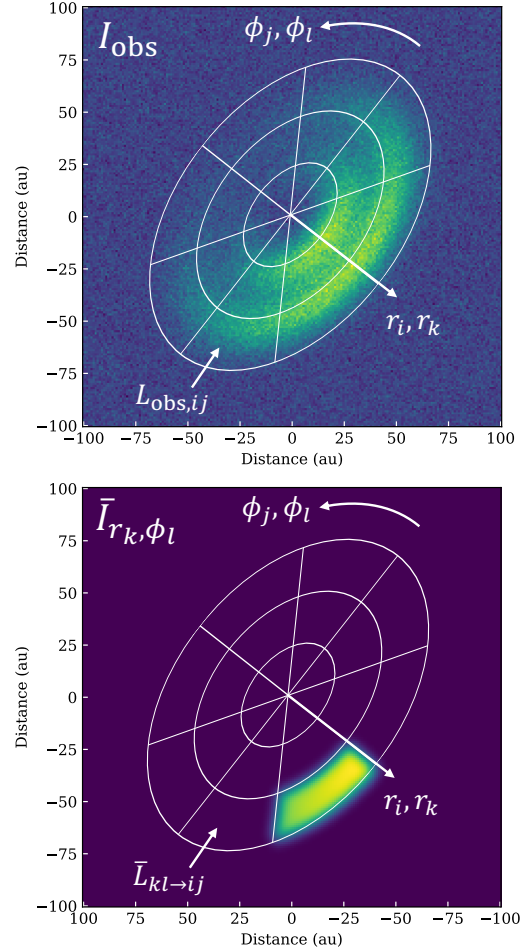 I_obs
ϕ_j, ϕ_l
r_i, r_k
L_obs,ij
100
75
50
25
0
−25
−50
−75
−100
Distance (au)
−100 −75 −50 −25 0 25 50 75 100
Distance (au)
Ī_{r_k,ϕ_l}
ϕ_j, ϕ_l
r_i, r_k
L̄_{kl→ij}
100
75
50
25
0
−25
−50
−75
−100
Distance (au)
100 75 50 25 0 −25 −50 −75 −100
Distance (au)